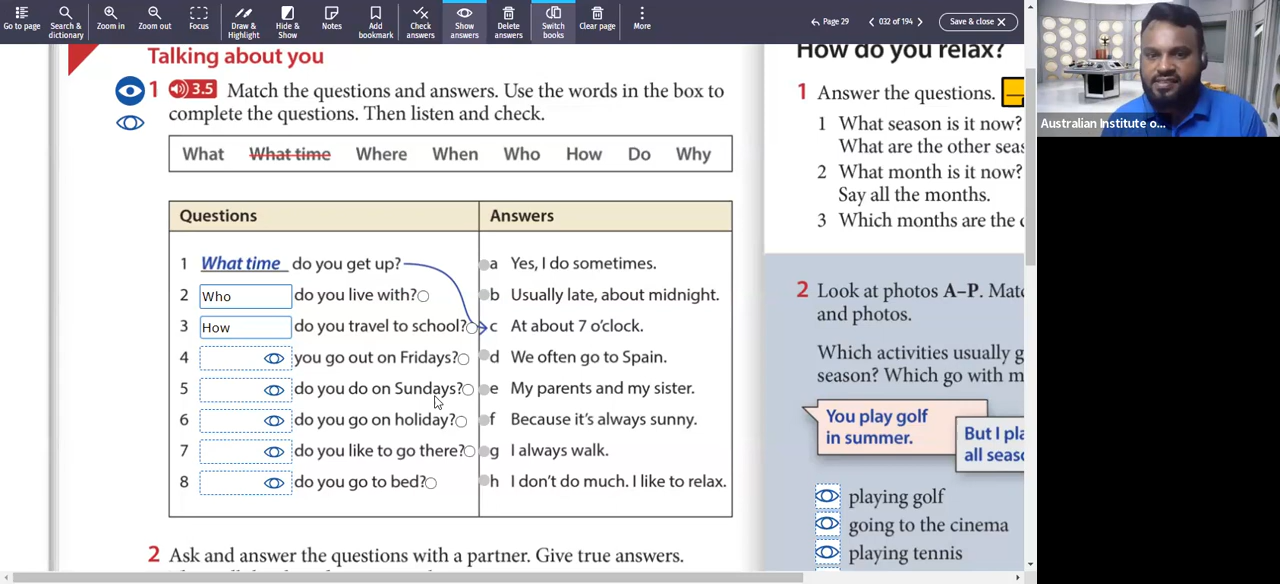 Go to page
Search & dictionary
Zoom in
Zoom out
Focus
Draw & Highlight
Hide & Show
Notes
Add bookmark
Check answers
Show answers
Delete answers
Switch books
Clear page
More
Page 29
032 of 194
Save & close X
Australian Institute o...
Talking about you
1 3.5 Match the questions and answers. Use the words in the box to
complete the questions. Then listen and check.
What What time Where When Who How Do Why
Questions Answers
1 What time do you get up? a Yes, I do sometimes.
2 Who do you live with? b Usually late, about midnight.
3 How do you travel to school? c At about 7 o'clock.
4 you go out on Fridays? d We often go to Spain.
5 do you do on Sundays? e My parents and my sister.
6 do you go on holiday? f Because it's always sunny.
7 do you like to go there? g I always walk.
8 do you go to bed? h I don't do much. I like to relax.
2 Ask and answer the questions with a partner. Give true answers.
How do you relax?
1 Answer the questions.
1 What season is it now?
What are the other seas
2 What month is it now?
Say all the months.
3 Which months are the
2 Look at photos A–P. Matc
and photos.
Which activities usually g
season? Which go with m
You play golf
in summer.
But I pla
all seaso
playing golf
going to the cinema
playing tennis